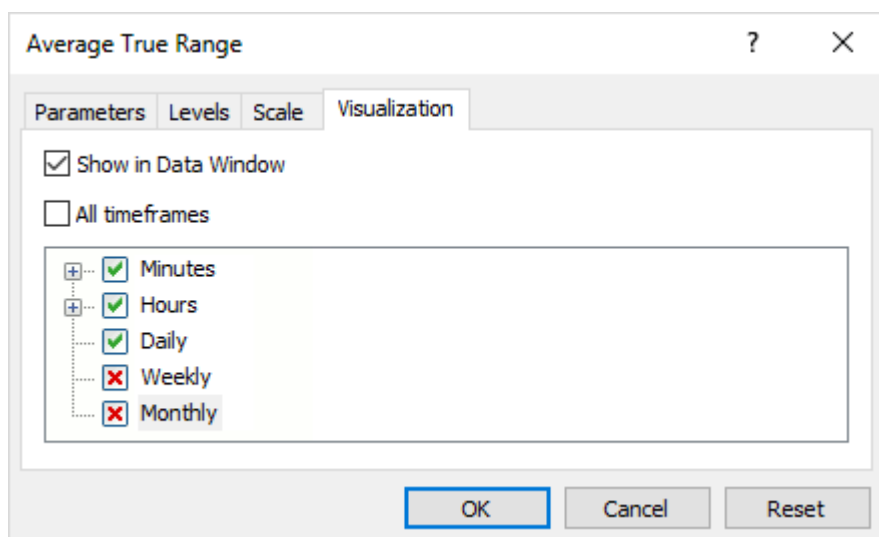 Average True Range ?
Parameters Levels Scale Visualization
Show in Data Window
All timeframes
Minutes
Hours
Daily
Weekly
Monthly
OK Cancel Reset